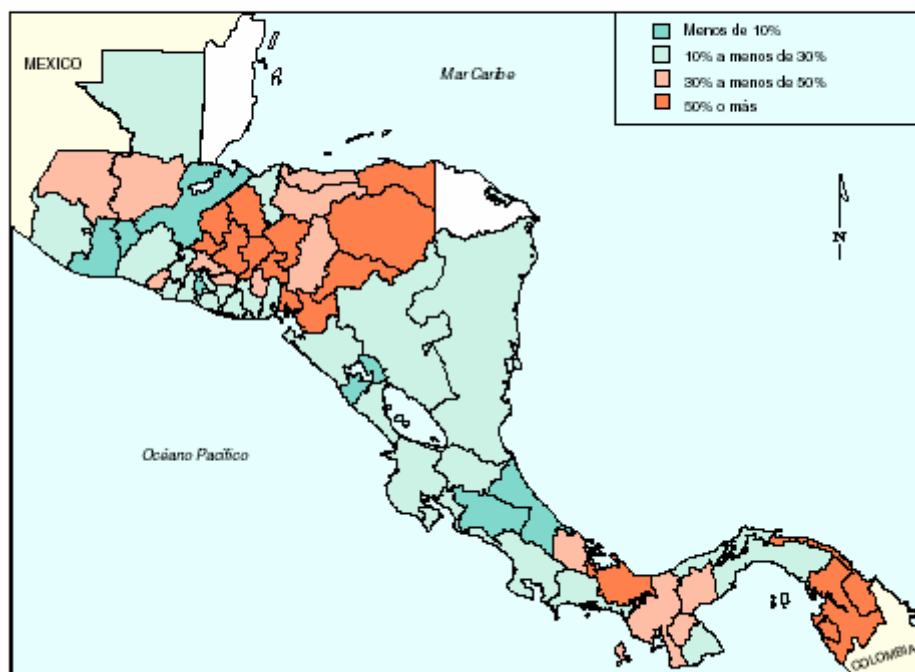 Menos de 10%
MEXICO
10% a menos de 30%
Mar Caribe
30% a menos de 50%
50% o más
N
Océano Pacífico
COLOMBIA